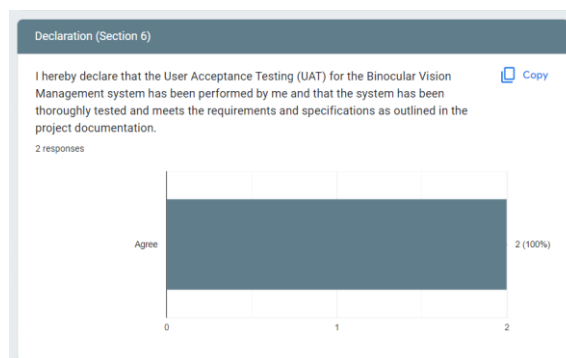 Declaration (Section 6)
I hereby declare that the User Acceptance Testing (UAT) for the Binocular Vision
Management system has been performed by me and that the system has been
thoroughly tested and meets the requirements and specifications as outlined in the
project documentation.
Copy
2 responses
Agree
2 (100%)
0
1
2